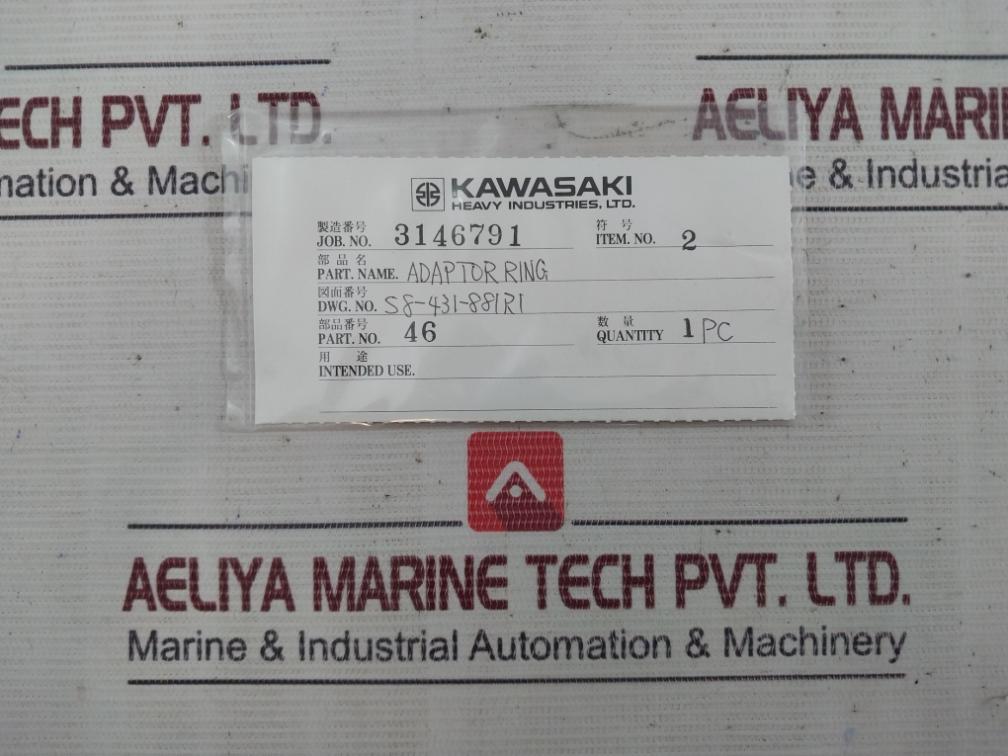 ECH PVT. LTD.
AELIYA MARI
mation & Machi
e & Industria
KAWASAKI
HEAVY INDUSTRIES, LTD.
製造番号
JOB. NO. 3146791
符号
ITEM. NO. 2
部品名
PART. NAME. ADAPTOR RING
図面番号
DWG. NO. S8-431-881R1
部品番号
PART. NO. 46
数量
QUANTITY 1 PC
用途
INTENDED USE.
AELIYA MARINE TECH PVT. LTD.
Marine & Industrial Automation & Machinery